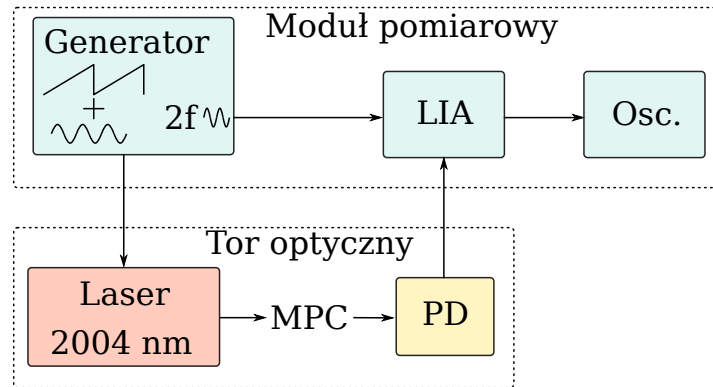 Moduł pomiarowy
Generator
+
2f
LIA
Osc.
Tor optyczny
Laser
2004 nm
MPC
PD